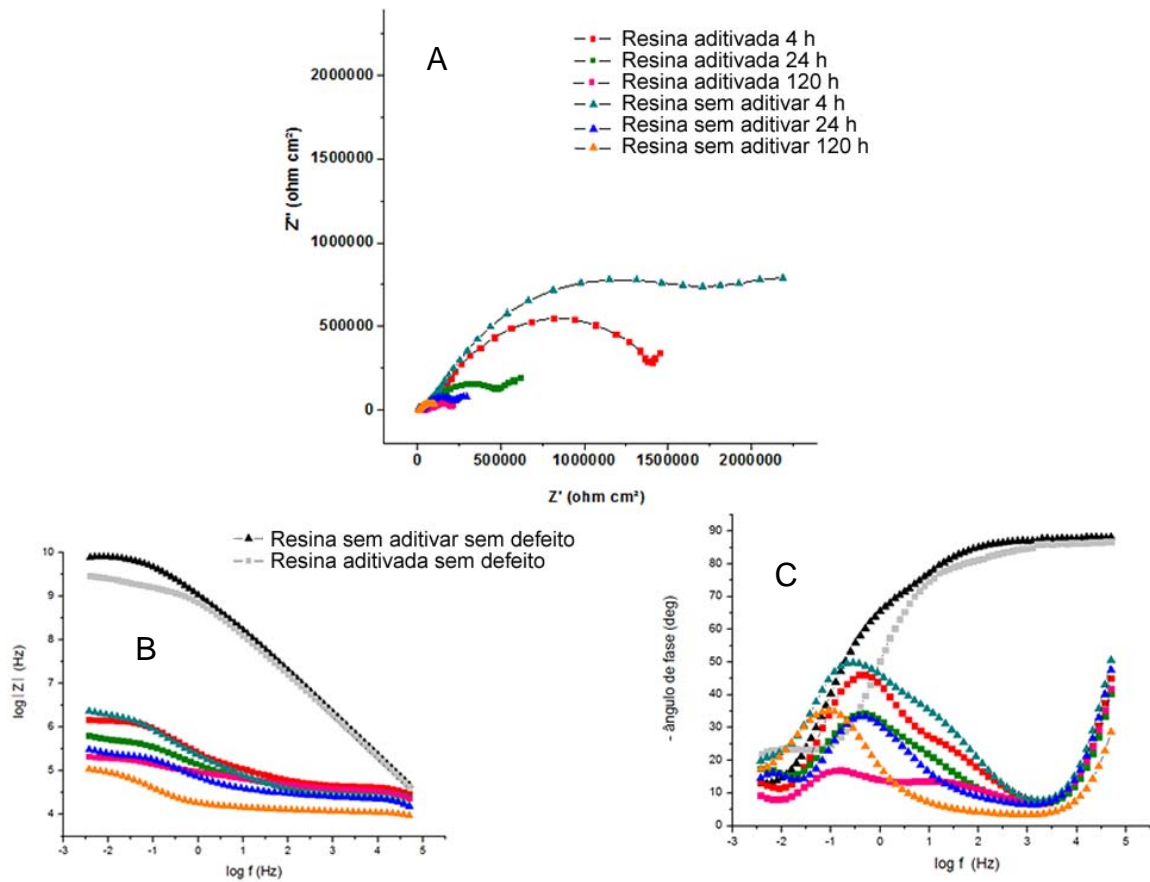 A
Resina aditivada 4 h
Resina aditivada 24 h
Resina aditivada 120 h
Resina sem aditivar 4 h
Resina sem aditivar 24 h
Resina sem aditivar 120 h
2000000
1500000
1000000
500000
0
Z'' (ohm cm²)
0 500000 1000000 1500000 2000000
Z' (ohm cm²)
Resina sem aditivar sem defeito
Resina aditivada sem defeito
B
10
9
8
7
6
5
4
log|Z| (Hz)
-3 -2 -1 0 1 2 3 4 5
log f (Hz)
C
90
80
70
60
50
40
30
20
10
0
- ângulo de fase (deg)
-3 -2 -1 0 1 2 3 4 5
log f (Hz)